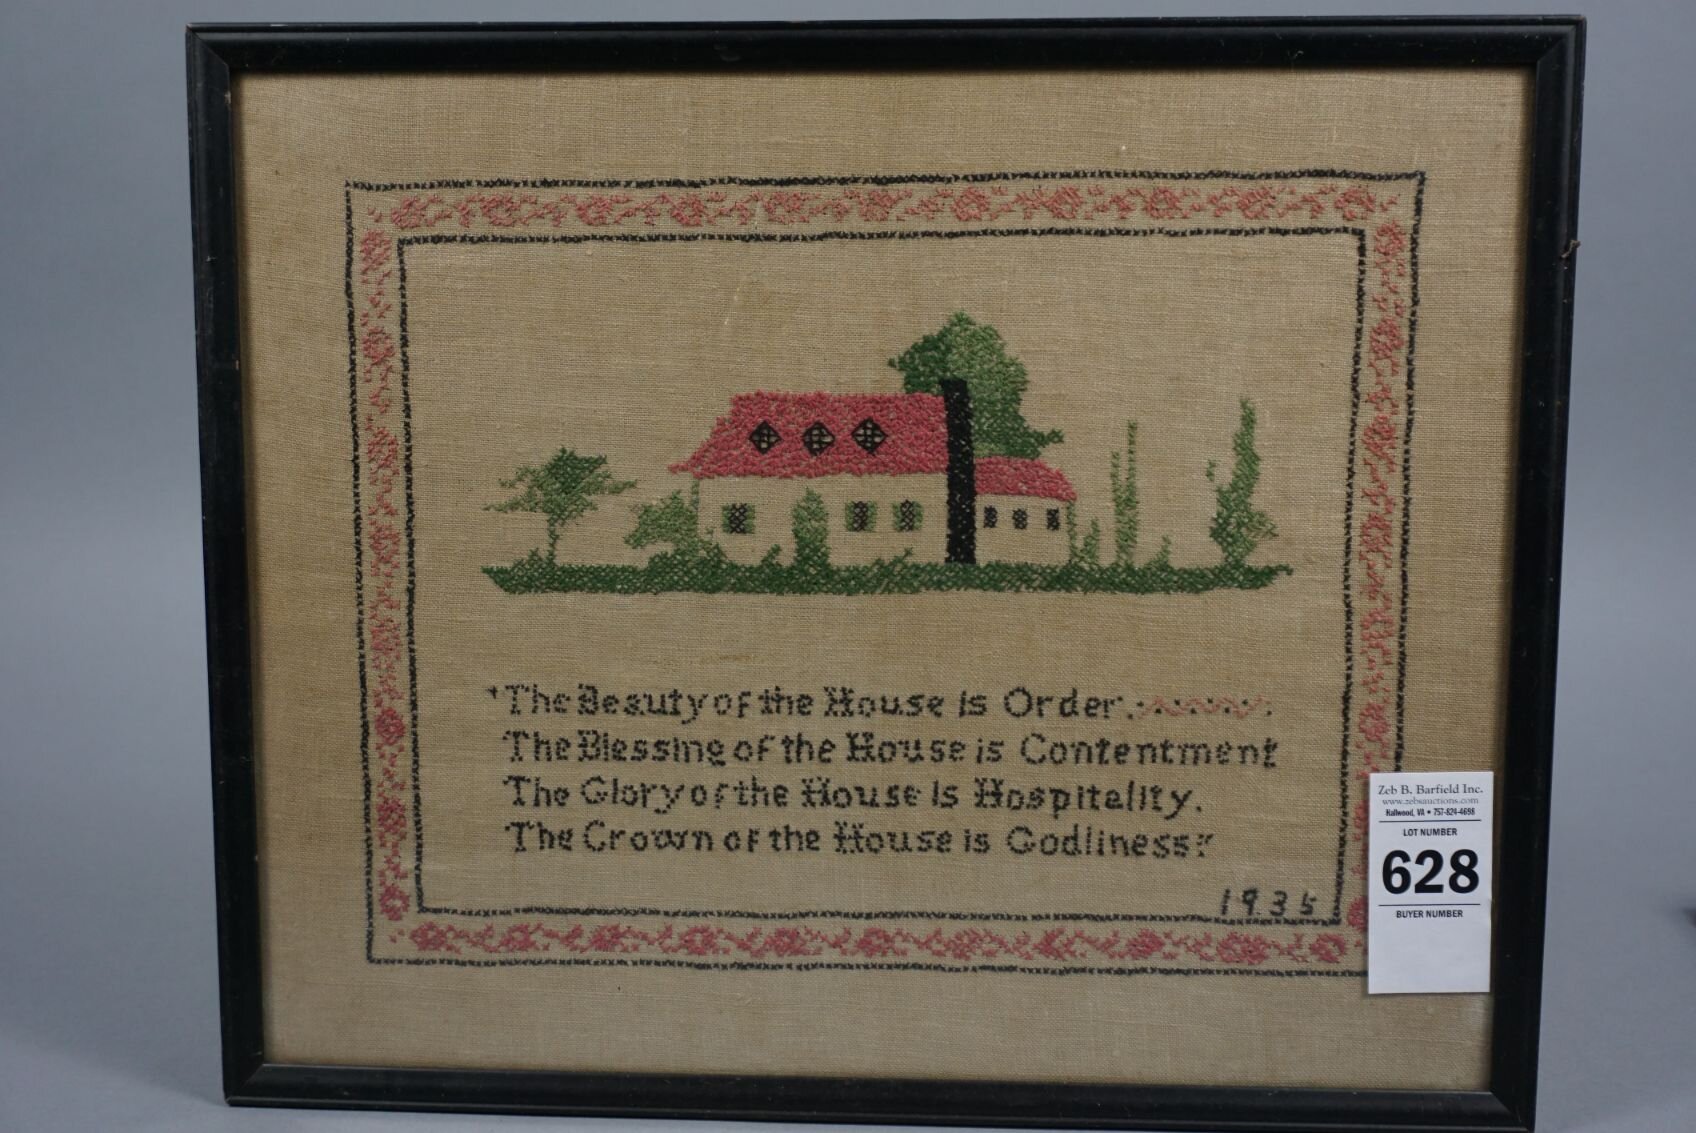 "The Beauty of the House is Order.
The Blessing of the House is Contentment
The Glory of the House is Hospitality.
The Crown of the House is Godliness."
1935
Zeb B. Barfield Inc.
www.zebsauctions.com
Hallwood, VA • 757-824-4698
LOT NUMBER
628
BUYER NUMBER